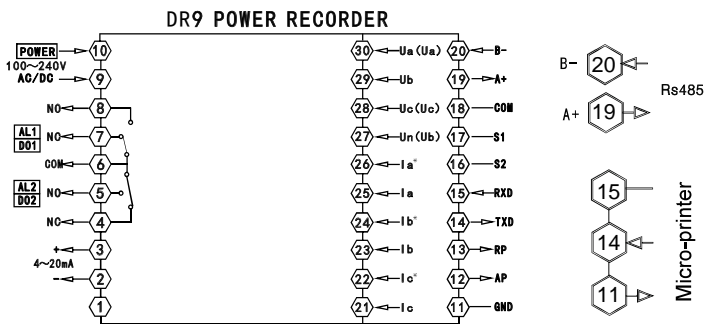 DR9 POWER RECORDER
POWER 10 30 Ua(Ua) 20 B-
100~240V
AC/DC 9 29 Ub 19 A+
NO 8 28 Uc(Uc) 18 COM
AL1 NC 7 27 Un(Ub) 17 S1
DO1
COM 6 26 Ia* 16 S2
AL2 NO 5 25 Ia 15 RXD
DO2
NC 4 24 Ib* 14 TXD
+ 3 23 Ib 13 RP
4~20mA
- 2 22 Ic* 12 AP
1 21 Ic 11 GND
B- 20
Rs485
A+ 19
15
14
11
Micro-printer